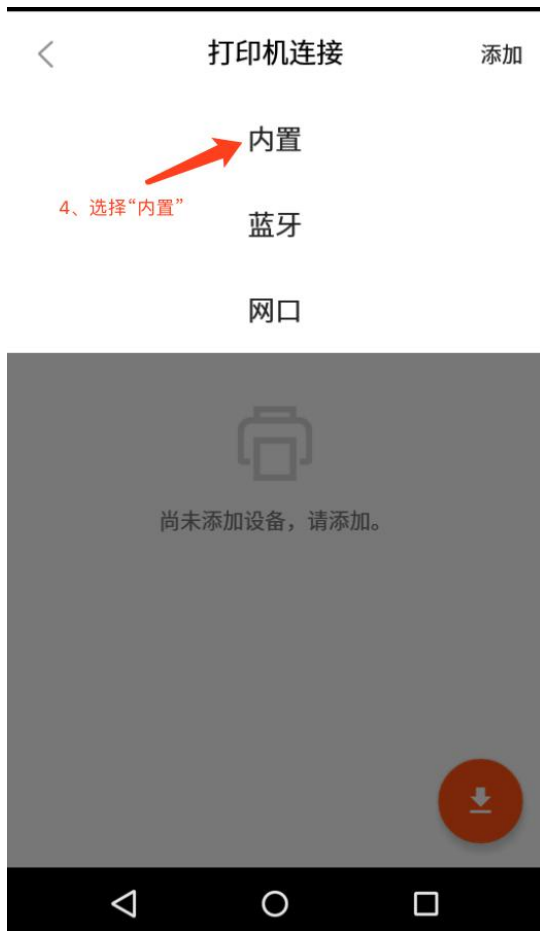 打印机连接
添加
内置
4、选择“内置”
蓝牙
网口
尚未添加设备，请添加。